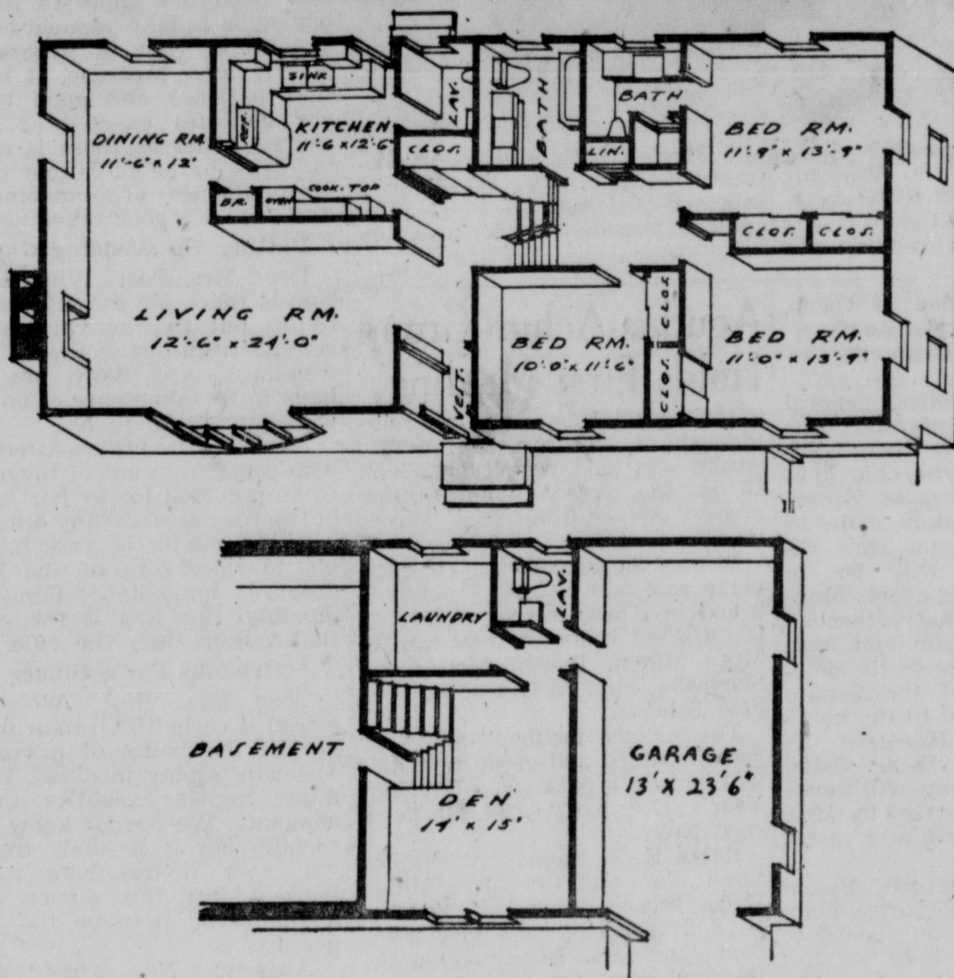 DINING RM.
11'-6" x 12'
SINK
REF.
KITCHEN
11'-6 x 12'-6"
BR.
OVEN
COOK. TOP
LAV.
CLOS.
BATH
BATH
LIN.
BED RM.
11'-9" x 13'-9"
CLOS.
CLOS.
LIVING RM.
12'-6" x 24'-0"
VET.
BED RM.
10'-0" x 11'-6"
CLOS.
CLOS.
BED RM.
11'-0" x 13'-9"
LAUNDRY
LAV.
BASEMENT
DEN
14' x 15'
GARAGE
13' x 23'6"